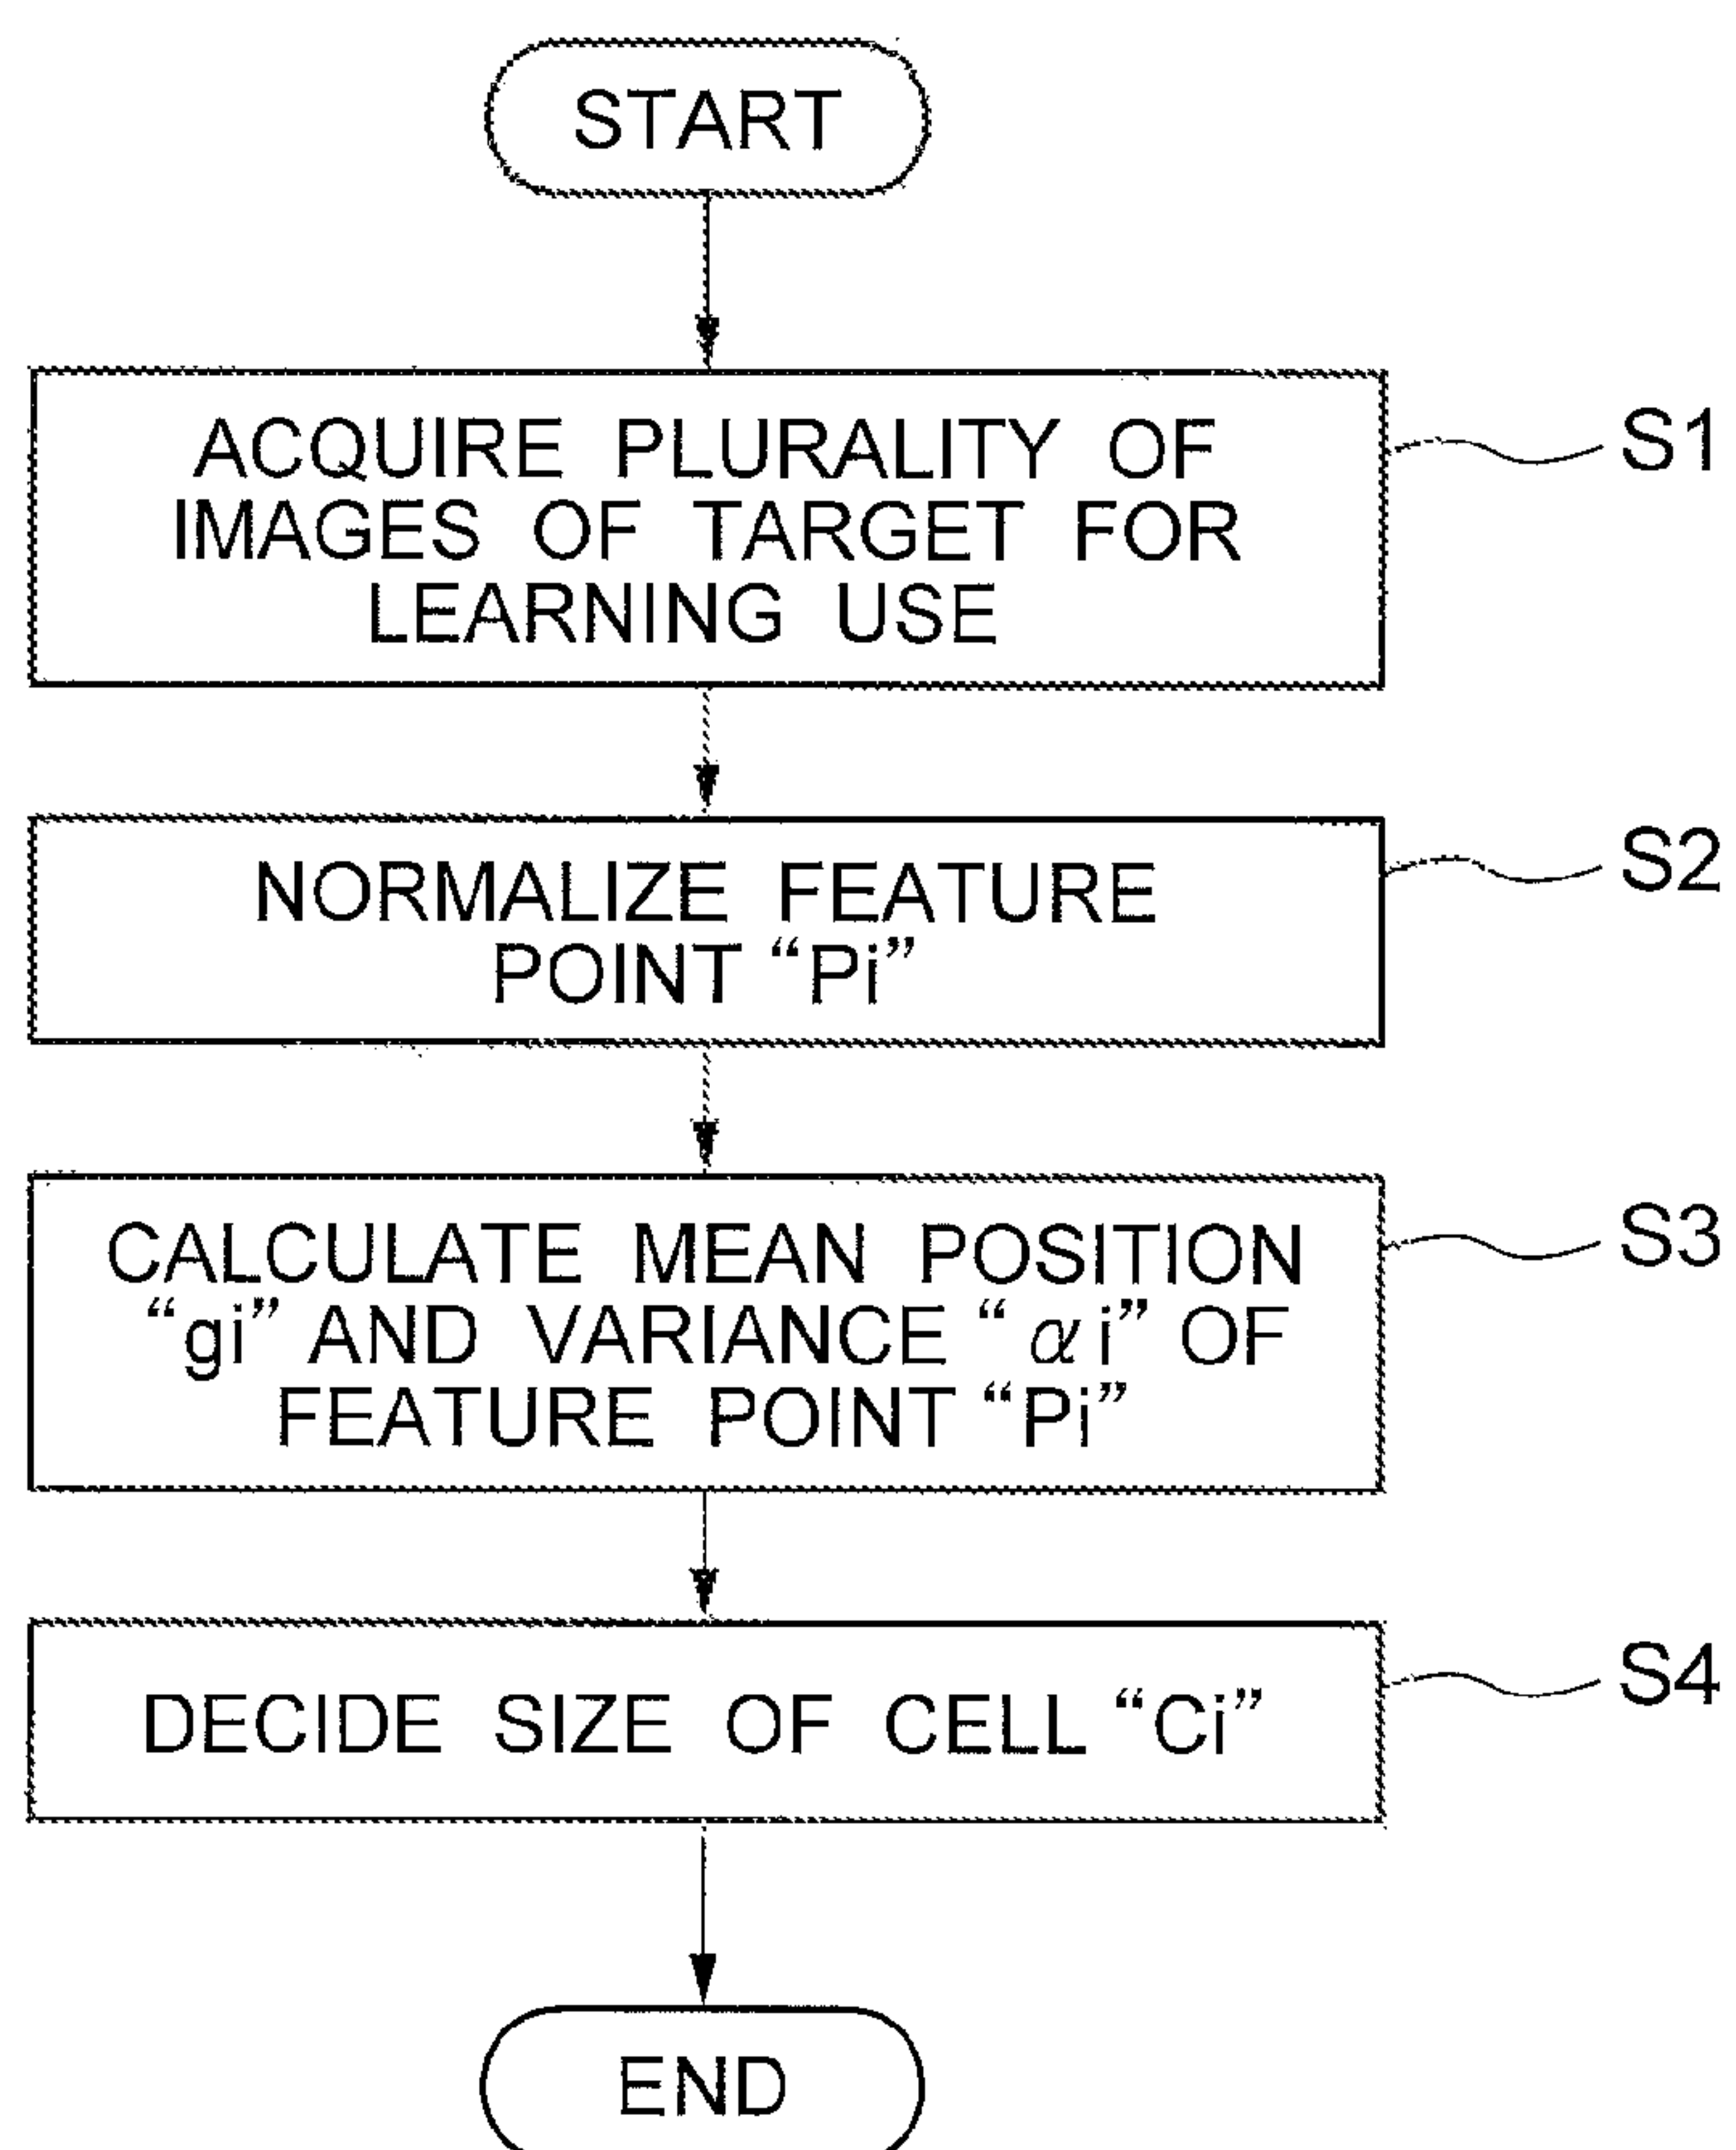 START
ACQUIRE PLURALITY OF
IMAGES OF TARGET FOR
LEARNING USE
S1
NORMALIZE FEATURE
POINT “Pi”
S2
CALCULATE MEAN POSITION
“gi” AND VARIANCE “αi” OF
FEATURE POINT “Pi”
S3
DECIDE SIZE OF CELL “Ci”
S4
END